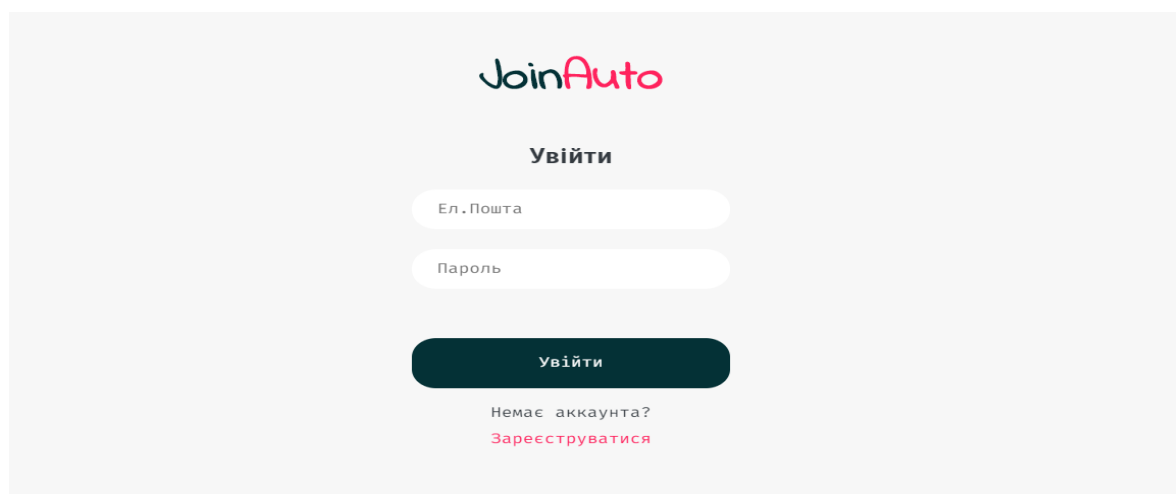 JoinAuto
Увійти
Ел.Пошта
Пароль
Увійти
Немає аккаунта?
Зареєструватися